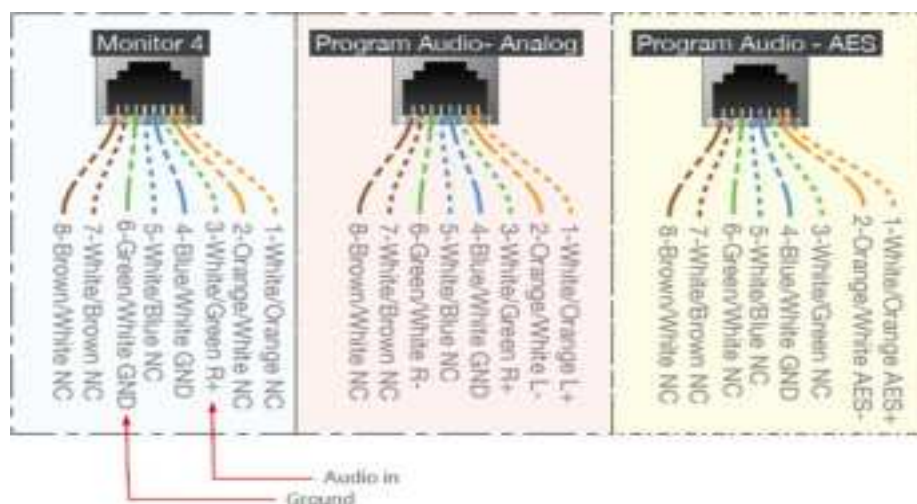 Monitor 4
8-Brown/White NC
7-White/Brown NC
6-Green/White GND
5-White/Blue NC
4-Blue/White GND
3-White/Green R+
2-Orange/White NC
1-White/Orange NC
Program Audio- Analog
8-Brown/White NC
7-White/Brown NC
6-Green/White R-
5-White/Blue NC
4-Blue/White GND
3-White/Green R+
2-Orange/White L-
1-White/Orange L+
Program Audio - AES
8-Brown/White NC
7-White/Brown NC
6-Green/White NC
5-White/Blue NC
4-Blue/White GND
3-White/Green NC
2-Orange/White AES-
1-White/Orange AES+
Audio in
Ground